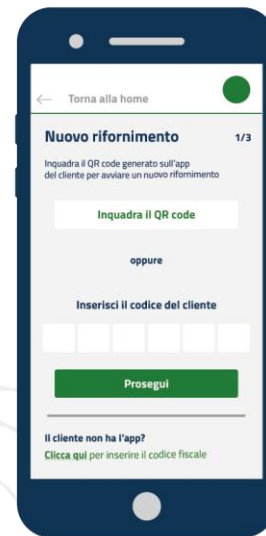 Torna alla home
Nuovo rifornimento 1/3
Inquadra il QR code generato sull'app
del cliente per avviare un nuovo rifornimento
Inquadra il QR code
oppure
Inserisci il codice del cliente
Prosegui
Il cliente non ha l'app?
Clicca qui per inserire il codice fiscale